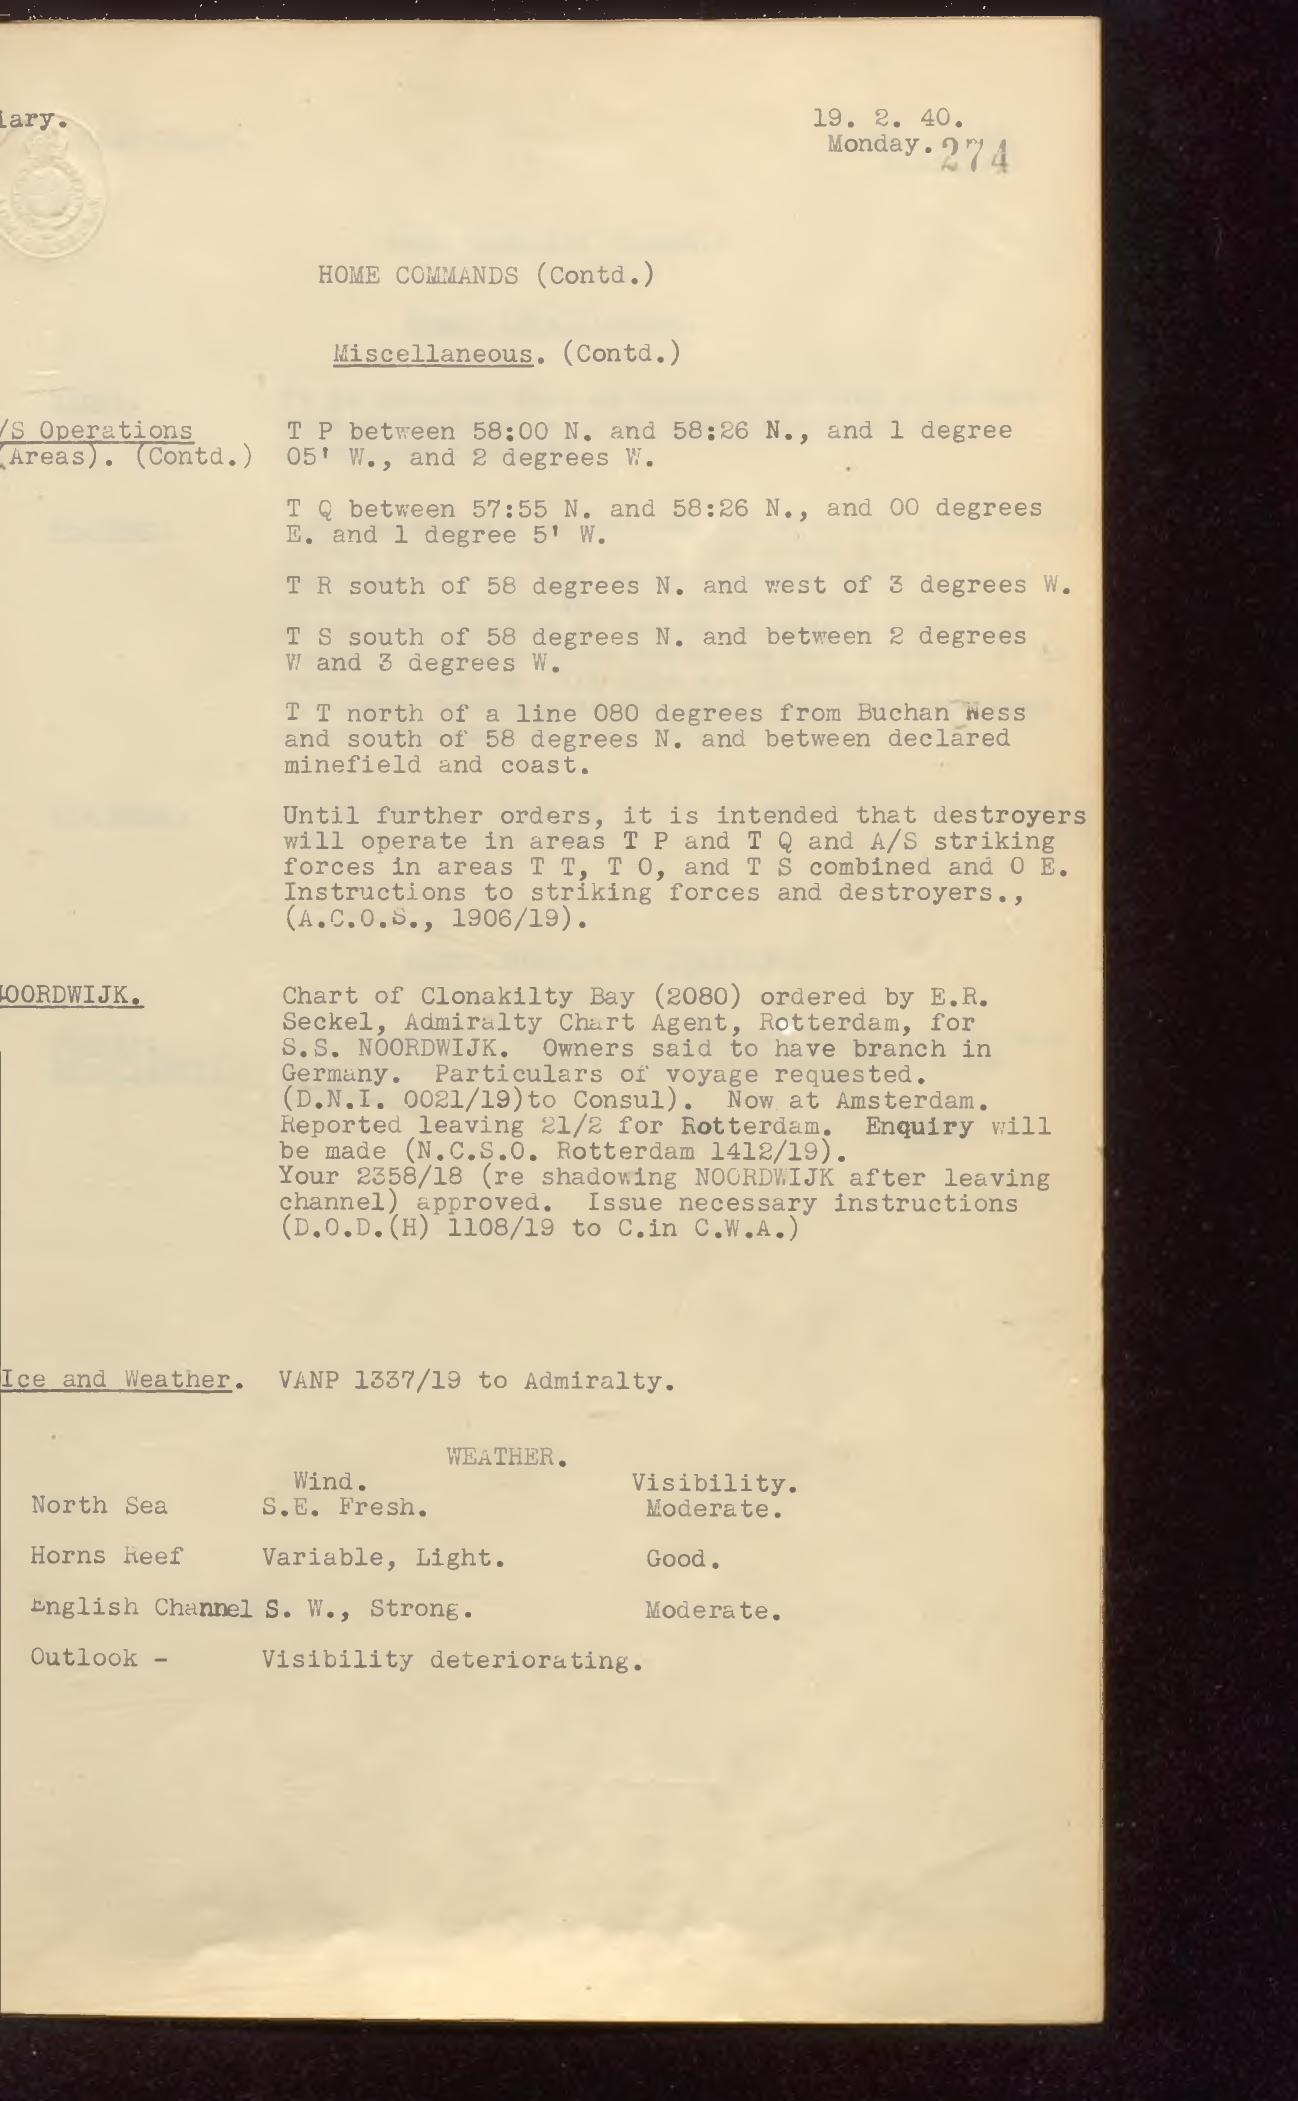 iary.
19. 2. 40.
Monday. 274
HOME COMMANDS (Contd.)
Miscellaneous. (Contd.)
/S Operations
(Areas). (Contd.)
T P between 58:00 N. and 58:26 N., and 1 degree
05' W., and 2 degrees W.
T Q between 57:55 N. and 58:26 N., and 00 degrees
E. and 1 degree 5' W.
T R south of 58 degrees N. and west of 3 degrees W.
T S south of 58 degrees N. and between 2 degrees
W and 3 degrees W.
T T north of a line 080 degrees from Buchan Ness
and south of 58 degrees N. and between declared
minefield and coast.
Until further orders, it is intended that destroyers
will operate in areas T P and T Q and A/S striking
forces in areas T T, T O, and T S combined and O E.
Instructions to striking forces and destroyers.,
(A.C.O.S., 1906/19).
NOORDWIJK.
Chart of Clonakilty Bay (2080) ordered by E.R.
Seckel, Admiralty Chart Agent, Rotterdam, for
S.S. NOORDWIJK. Owners said to have branch in
Germany. Particulars of voyage requested.
(D.N.I. 0021/19)to Consul). Now at Amsterdam.
Reported leaving 21/2 for Rotterdam. Enquiry will
be made (N.C.S.O. Rotterdam 1412/19).
Your 2358/18 (re shadowing NOORDWIJK after leaving
channel) approved. Issue necessary instructions
(D.O.D.(H) 1108/19 to C.in C.W.A.)
Ice and Weather. VANP 1337/19 to Admiralty.
WEATHER.
Wind. Visibility.
North Sea S.E. Fresh. Moderate.
Horns Reef Variable, Light. Good.
English Channel S. W., Strong. Moderate.
Outlook - Visibility deteriorating.